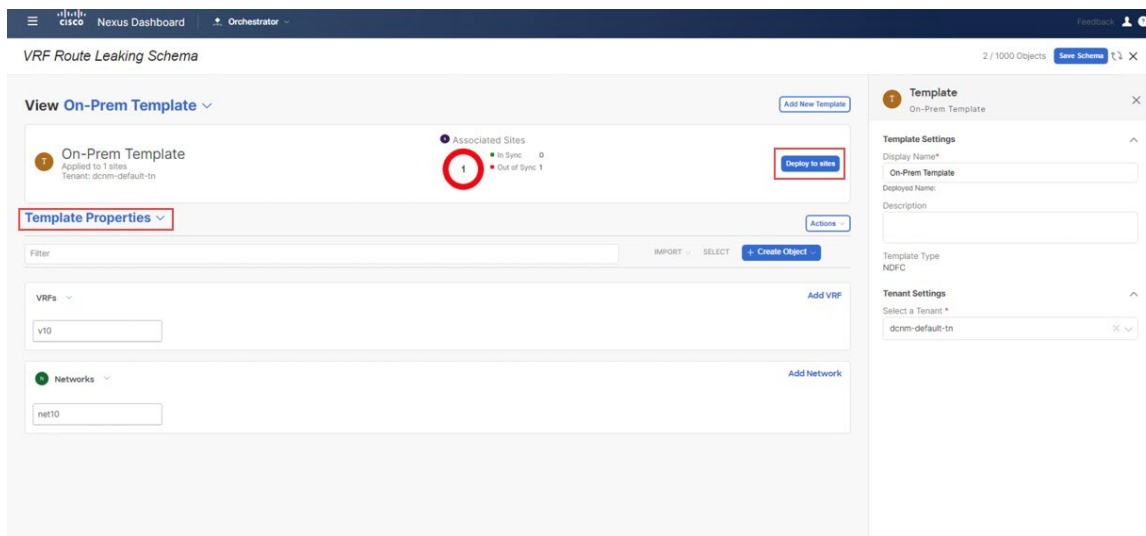 cisco Nexus Dashboard Orchestrator Feedback
VRF Route Leaking Schema 2 / 1000 Objects Save Schema
View On-Prem Template Add New Template
On-Prem Template
Applied to 1 sites
Tenant: dcnm-default-tn
Associated Sites
1
In Sync 0
Out of Sync 1
Deploy to sites
Template Properties Actions
Filter IMPORT SELECT + Create Object
VRFs Add VRF
v10
Networks Add Network
net10
T Template
On-Prem Template
Template Settings
Display Name*
On-Prem Template
Deployed Name:
Description
Template Type
NDFC
Tenant Settings
Select a Tenant *
dcnm-default-tn